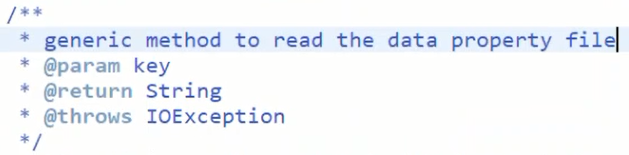 /**
* generic method to read the data property file
* @param key
* @return String
* @throws IOException
*/